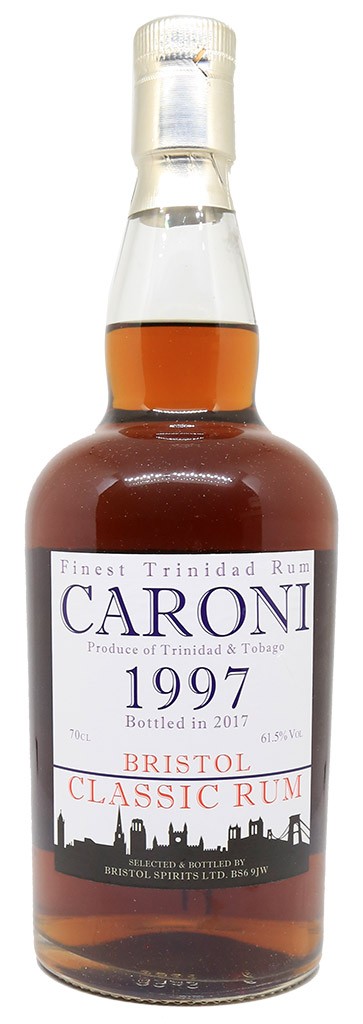 Finest Trinidad Rum
CARONI
Produce of Trinidad & Tobago
1997
Bottled in 2017
70CL 61.5% VOL
BRISTOL
CLASSIC RUM
SELECTED & BOTTLED BY
BRISTOL SPIRITS LTD. BS6 9JW